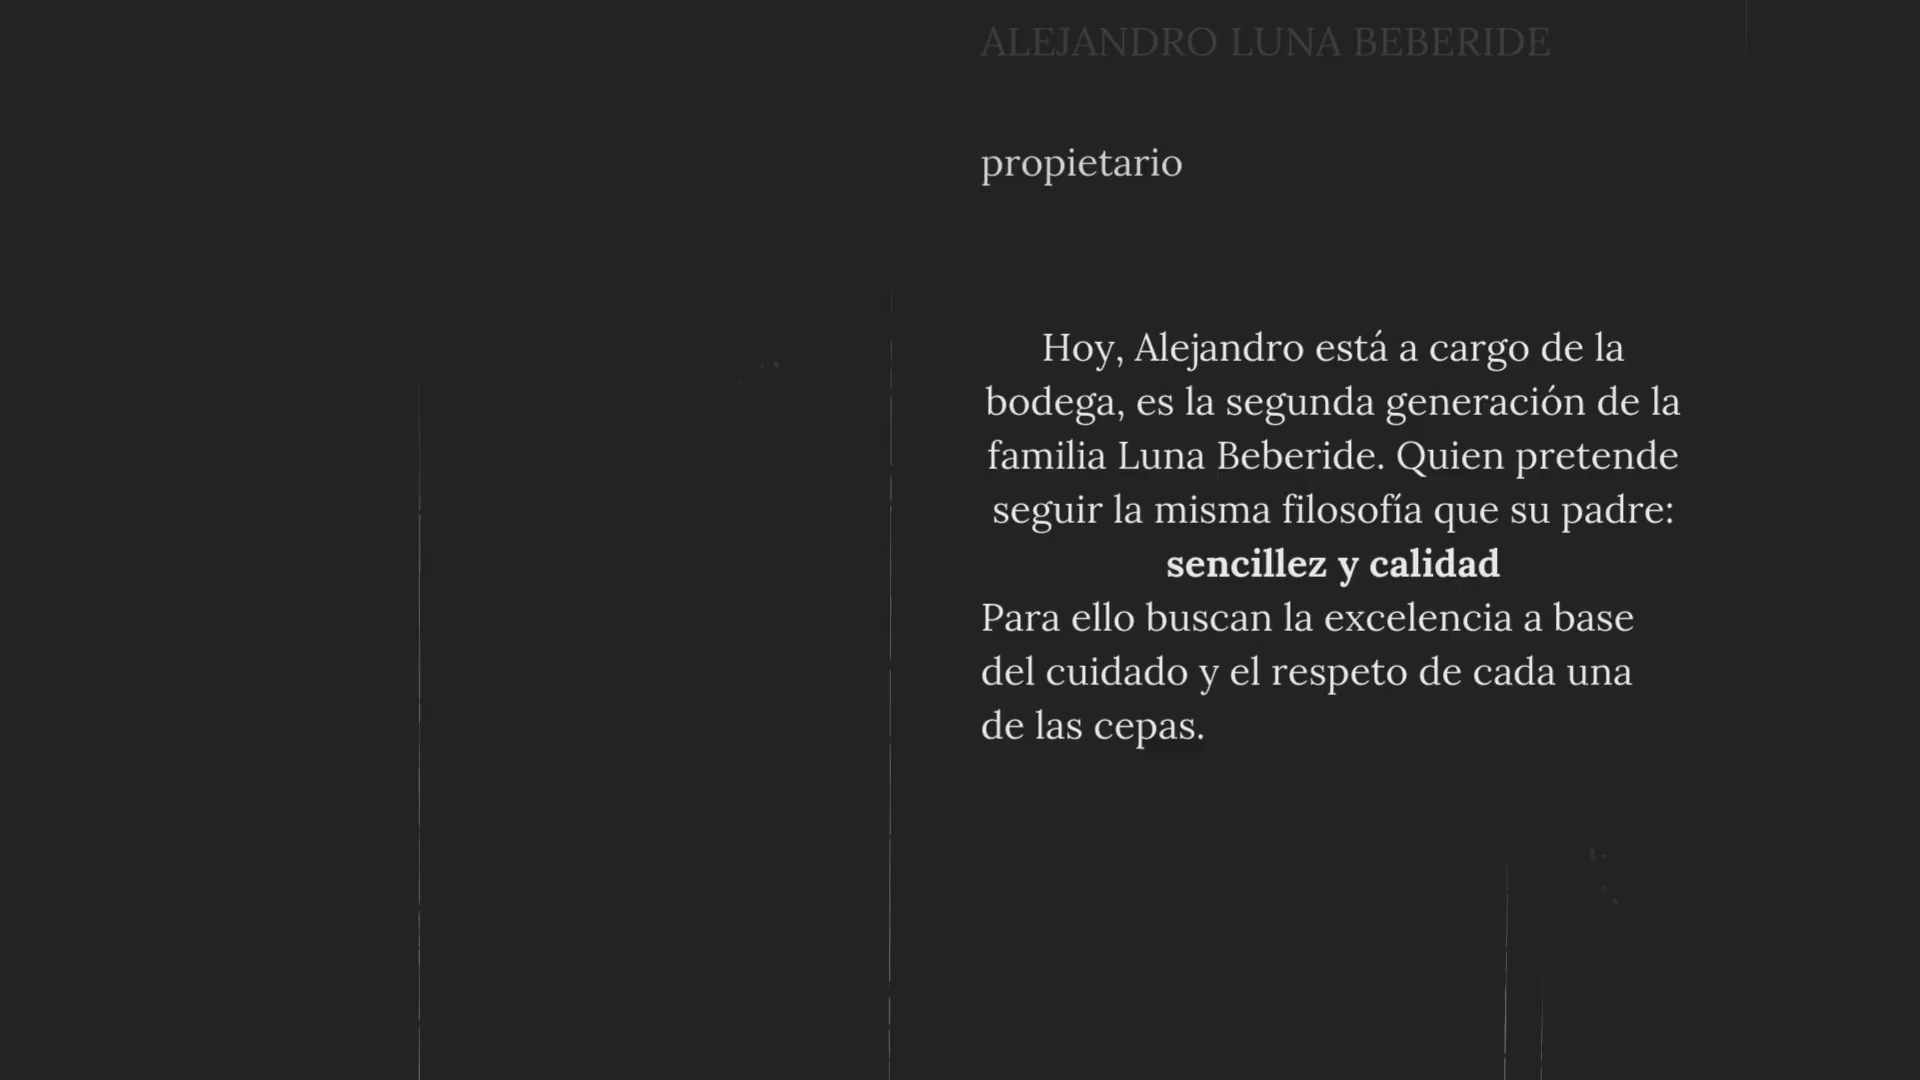 ALEJANDRO LUNA BEBERIDE
propietario
Hoy, Alejandro está a cargo de la
bodega, es la segunda generación de la
familia Luna Beberide. Quien pretende
seguir la misma filosofía que su padre:
sencillez y calidad
Para ello buscan la excelencia a base
del cuidado y el respeto de cada una
de las cepas.